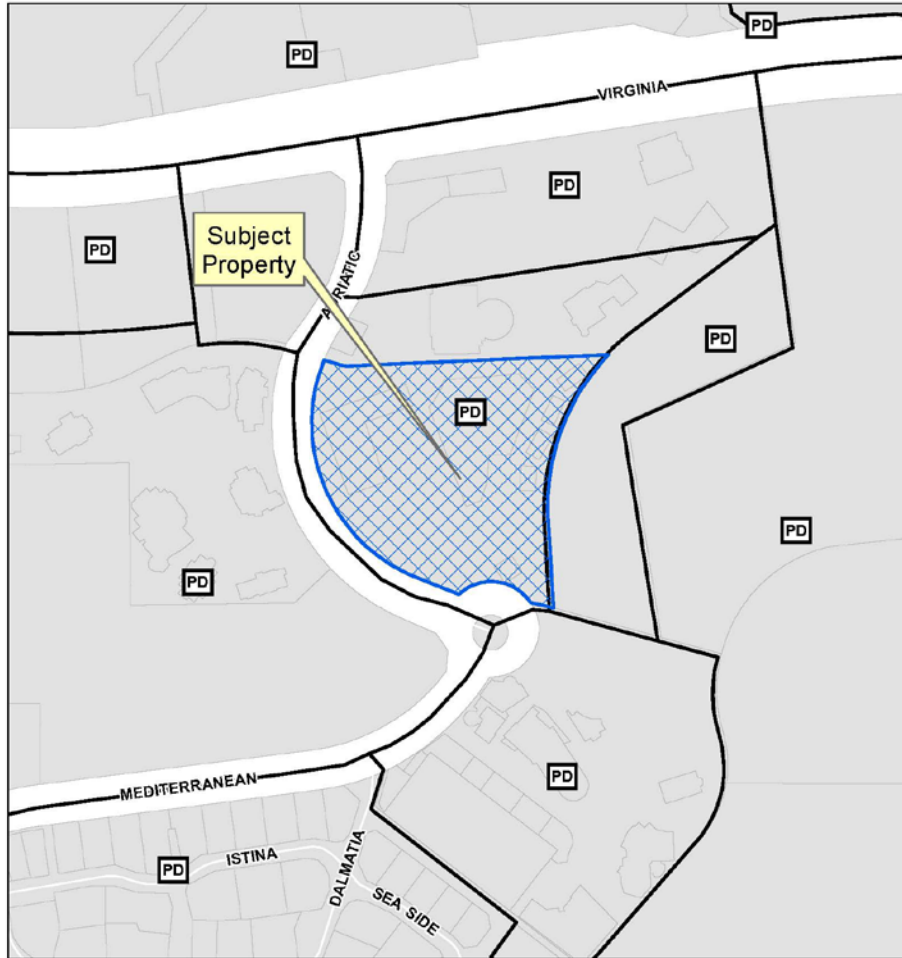 PD
PD
VIRGINIA
PD
PD
Subject
Property
ADRIATIC
PD
PD
PD
PD
MEDITERRANEAN
PD
ISTINA
DALMATIA
PD
SEA SIDE